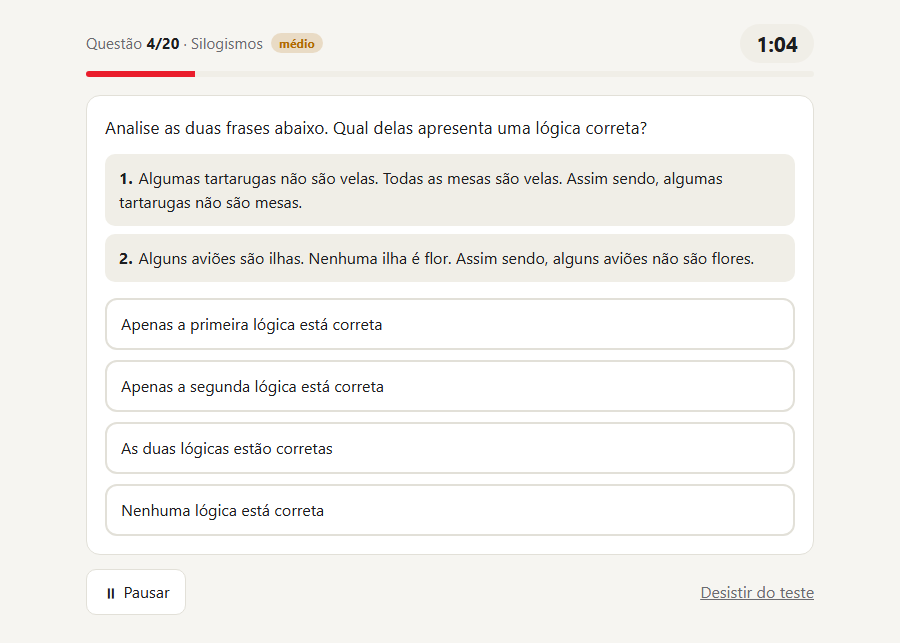 Questão 4/20 · Silogismos médio 1:04
Analise as duas frases abaixo. Qual delas apresenta uma lógica correta?
1. Algumas tartarugas não são velas. Todas as mesas são velas. Assim sendo, algumas
tartarugas não são mesas.
2. Alguns aviões são ilhas. Nenhuma ilha é flor. Assim sendo, alguns aviões não são flores.
Apenas a primeira lógica está correta
Apenas a segunda lógica está correta
As duas lógicas estão corretas
Nenhuma lógica está correta
Pausar Desistir do teste